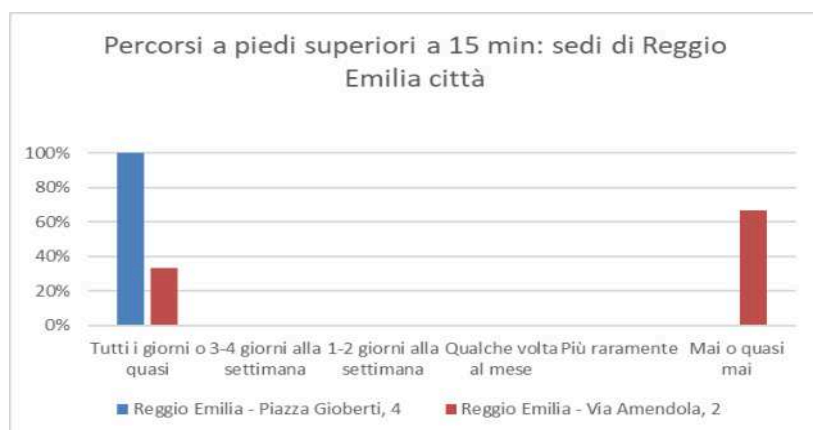 Percorsi a piedi superiori a 15 min: sedi di Reggio
Emilia città
100%
80%
60%
40%
20%
0%
Tutti i giorni o 3-4 giorni alla 1-2 giorni alla Qualche volta Più raramente Mai o quasi
quasi settimana settimana al mese mai
Reggio Emilia - Piazza Gioberti, 4 Reggio Emilia - Via Amendola, 2